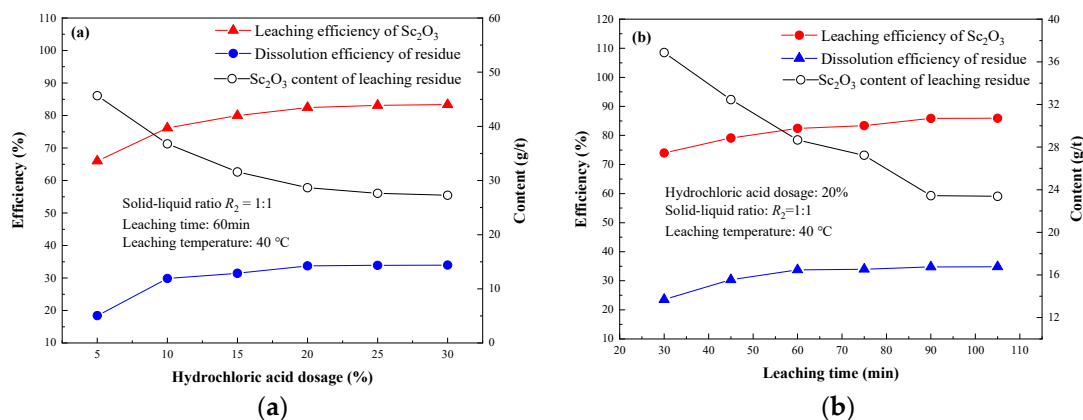 (a)
Leaching efficiency of Sc₂O₃
Dissolution efficiency of residue
Sc₂O₃ content of leaching residue
Solid-liquid ratio R₂ = 1:1
Leaching time: 60min
Leaching temperature: 40 ℃
Efficiency (%)
110
100
90
80
70
60
50
40
30
20
10
Content (g/t)
60
50
40
30
20
10
0
5 10 15 20 25 30
Hydrochloric acid dosage (%)
(a)
(b)
Leaching efficiency of Sc₂O₃
Dissolution efficiency of residue
Sc₂O₃ content of leaching residue
Hydrochloric acid dosage: 20%
Solid-liquid ratio: R₂=1:1
Leaching temperature: 40 ℃
Efficiency (%)
120
110
100
90
80
70
60
50
40
30
20
10
Content (g/t)
40
36
32
28
24
20
16
12
20 30 40 50 60 70 80 90 100 110
Leaching time (min)
(b)